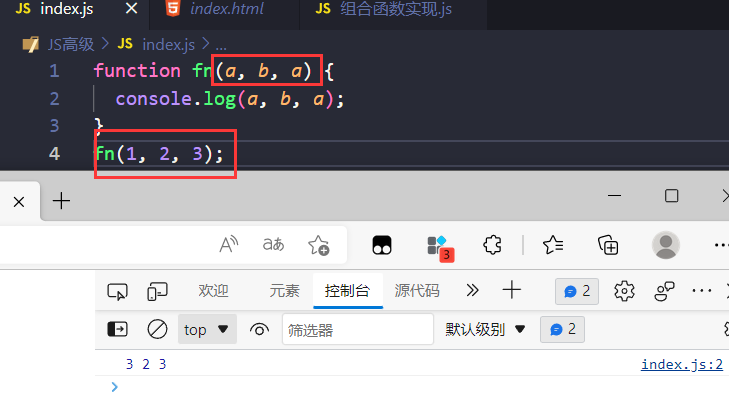 JS index.js
index.html
JS 组合函数实现.js
JS高级 > JS index.js > ...
1 function fn(a, b, a) {
2 console.log(a, b, a);
3 }
4 fn(1, 2, 3);
A aあ 3
欢迎 元素 控制台 源代码 2
top 筛选器 默认级别 2
3 2 3 index.js:2